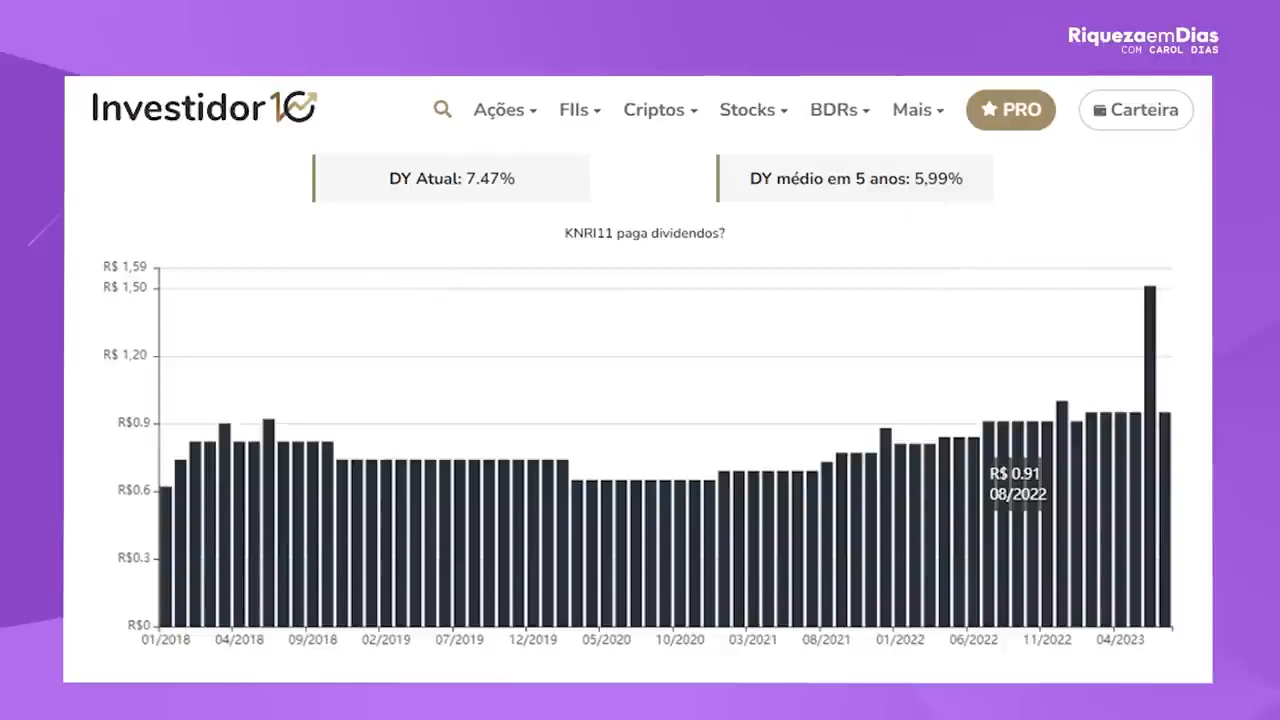 RiquezaemDias
COM CAROL DIAS
Investidor 10
Ações
FIIs
Criptos
Stocks
BDRs
Mais
PRO
Carteira
DY Atual: 7.47%
DY médio em 5 anos: 5,99%
KNRI11 paga dividendos?
R$ 1,59
R$ 1,50
R$ 1,20
R$0.9
R$0.6
R$0.3
R$0
R$ 0.91
08/2022
01/2018
04/2018
09/2018
02/2019
07/2019
12/2019
05/2020
10/2020
03/2021
08/2021
01/2022
06/2022
11/2022
04/2023